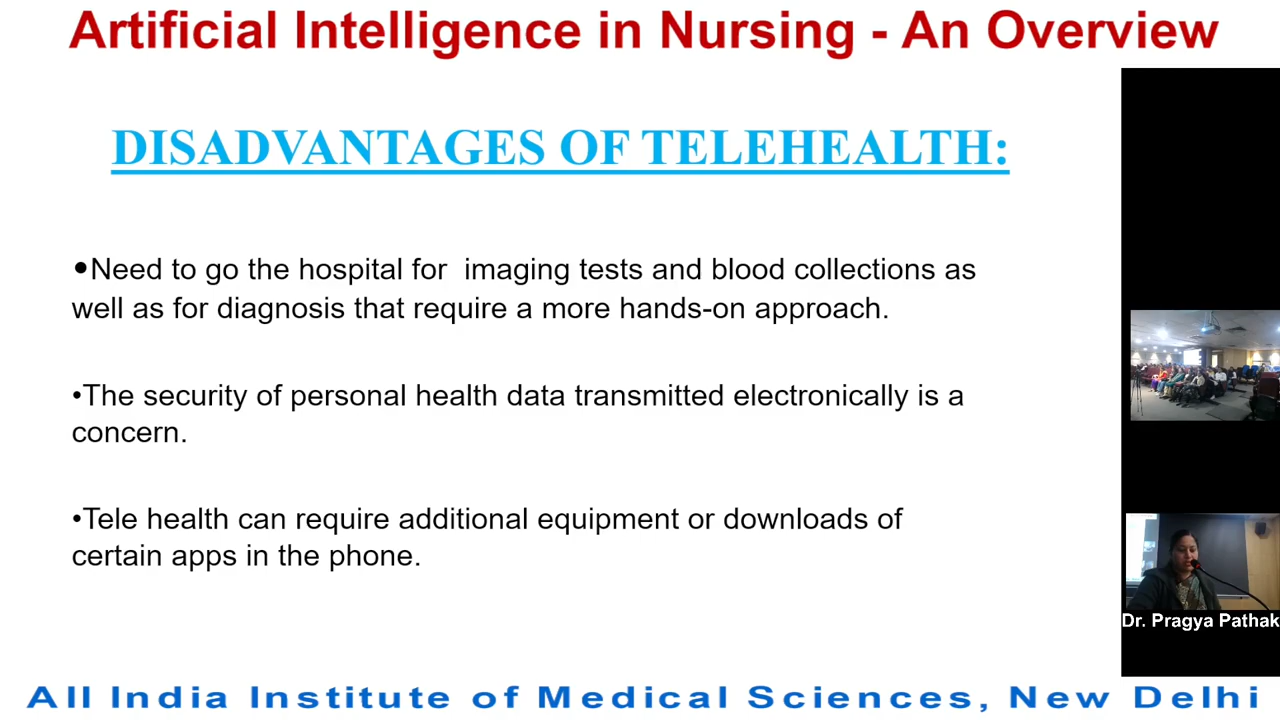 Artificial Intelligence in Nursing - An Overview
DISADVANTAGES OF TELEHEALTH:
•Need to go the hospital for  imaging tests and blood collections as
well as for diagnosis that require a more hands-on approach.
•The security of personal health data transmitted electronically is a
concern.
•Tele health can require additional equipment or downloads of
certain apps in the phone.
Dr. Pragya Pathak
All India Institute of Medical Sciences, New Delhi